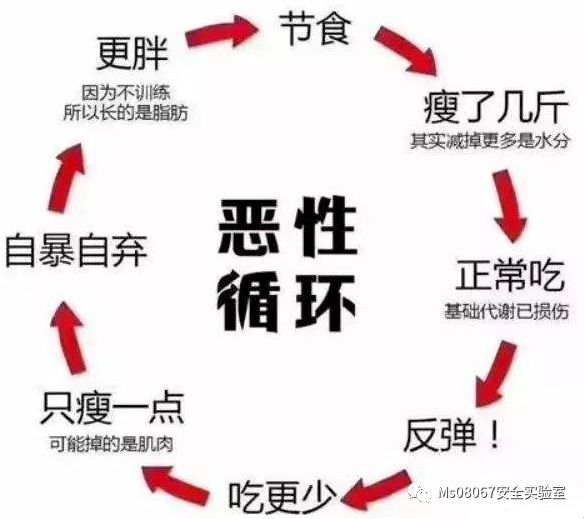 节食
瘦了几斤
其实减掉更多是水分
正常吃
基础代谢已损伤
反弹！
吃更少
只瘦一点
可能掉的是肌肉
自暴自弃
更胖
因为不训练
所以长的是脂肪
恶性
循环
Ms08067安全实验室